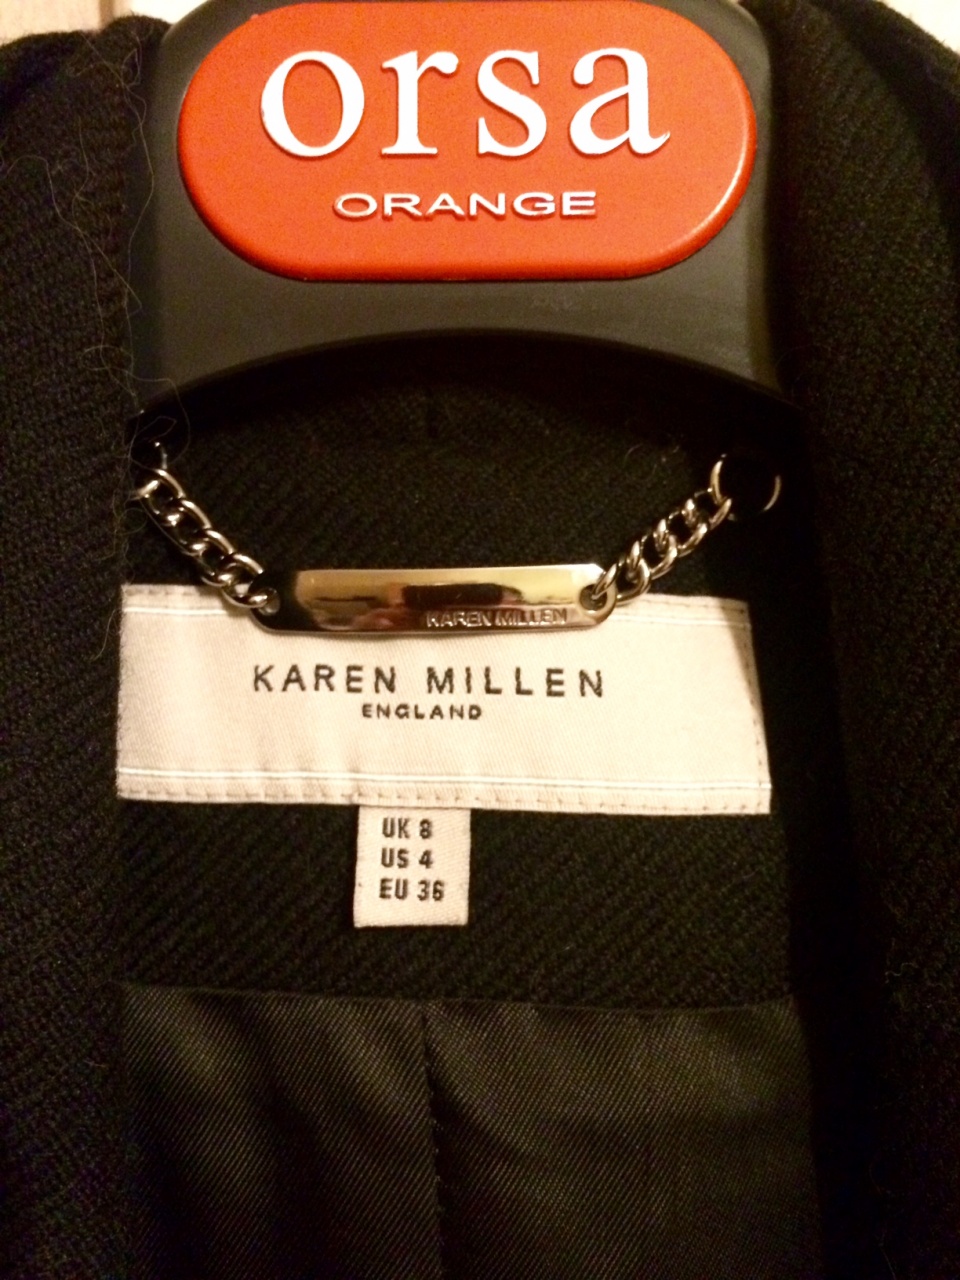 orsa
ORANGE
KAREN MILLEN
KAREN MILLEN
ENGLAND
UK 8
US 4
EU 36